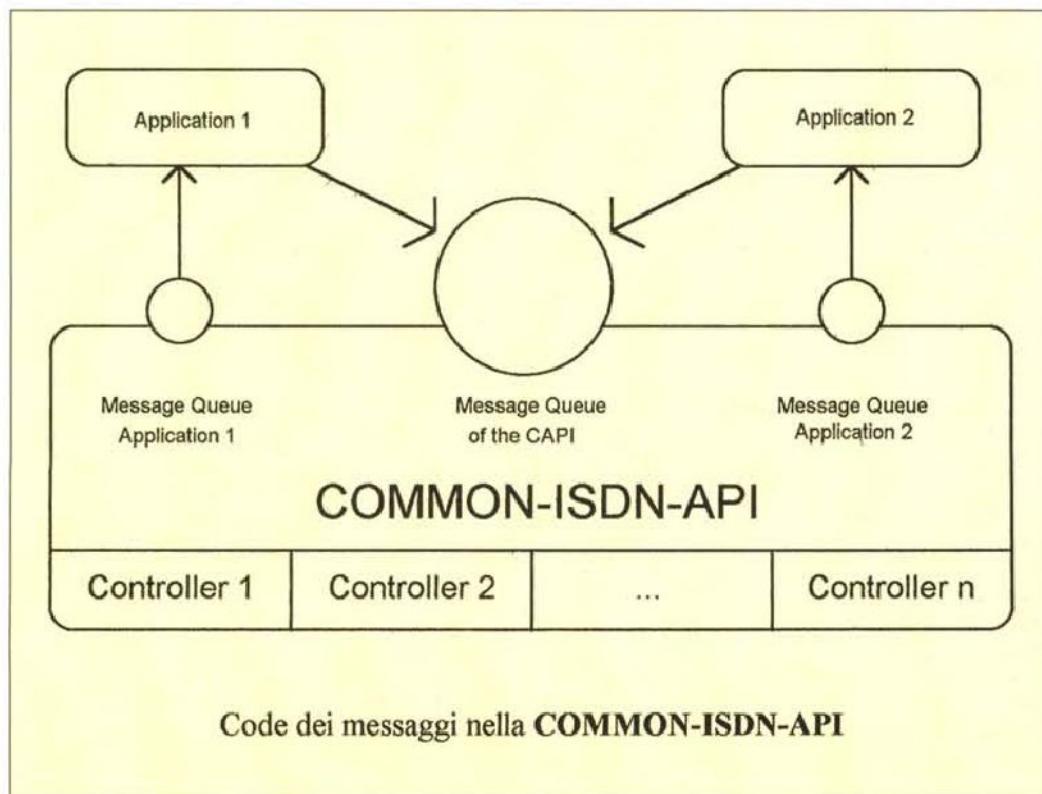 Application 1
Application 2
Message Queue
Application 1
Message Queue
of the CAPI
Message Queue
Application 2
COMMON-ISDN-API
Controller 1
Controller 2
...
Controller n
Code dei messaggi nella COMMON-ISDN-API